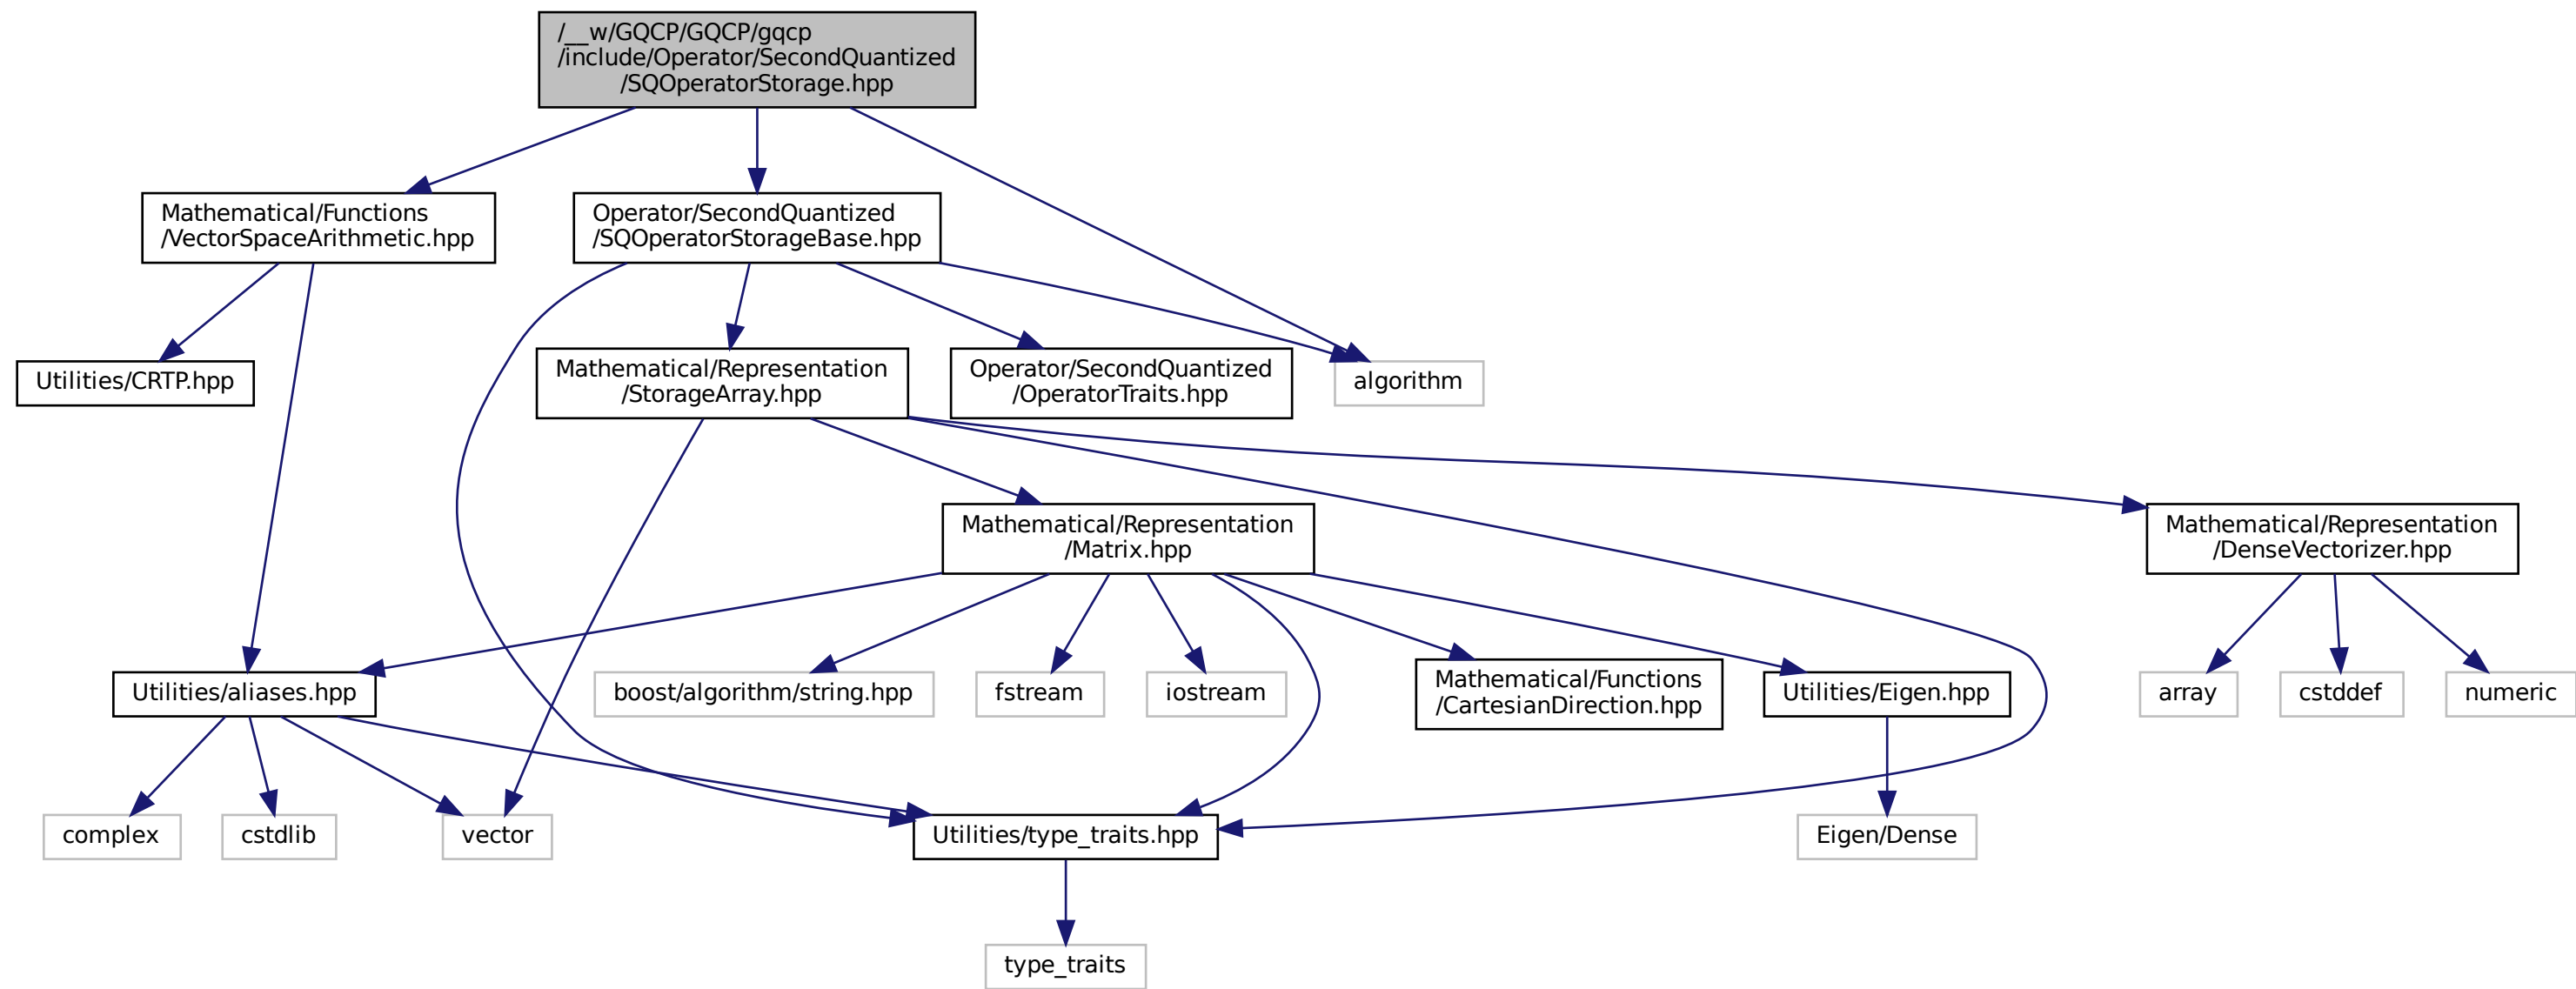 /__w/GQCP/GQCP/gqcp
/include/Operator/SecondQuantized
/SQOperatorStorage.hpp
Mathematical/Functions
/VectorSpaceArithmetic.hpp
Operator/SecondQuantized
/SQOperatorStorageBase.hpp
Utilities/CRTP.hpp
Mathematical/Representation
/StorageArray.hpp
Operator/SecondQuantized
/OperatorTraits.hpp
algorithm
Mathematical/Representation
/Matrix.hpp
Mathematical/Representation
/DenseVectorizer.hpp
Utilities/aliases.hpp
boost/algorithm/string.hpp
fstream
iostream
Mathematical/Functions
/CartesianDirection.hpp
Utilities/Eigen.hpp
array
cstddef
numeric
complex
cstdlib
vector
Utilities/type_traits.hpp
Eigen/Dense
type_traits